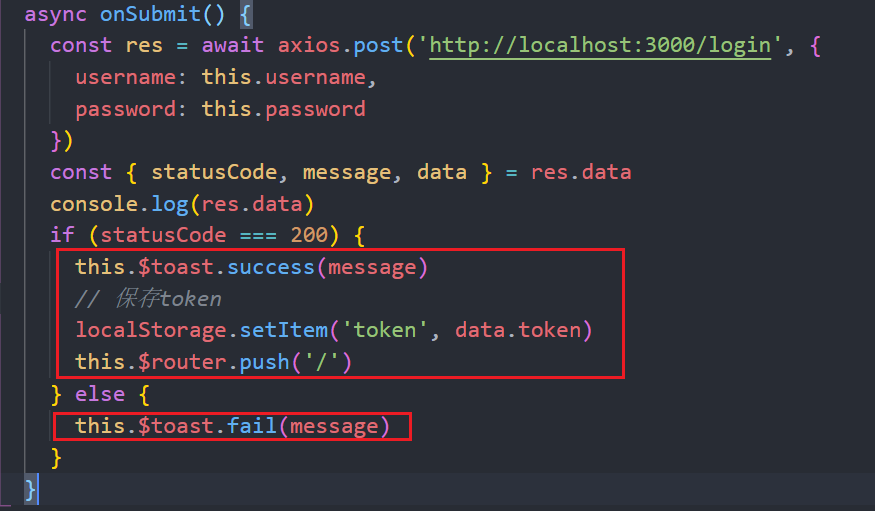 async onSubmit() {
const res = await axios.post('http://localhost:3000/login', {
username: this.username,
password: this.password
})
const { statusCode, message, data } = res.data
console.log(res.data)
if (statusCode === 200) {
this.$toast.success(message)
// 保存token
localStorage.setItem('token', data.token)
this.$router.push('/')
} else {
this.$toast.fail(message)
}
}